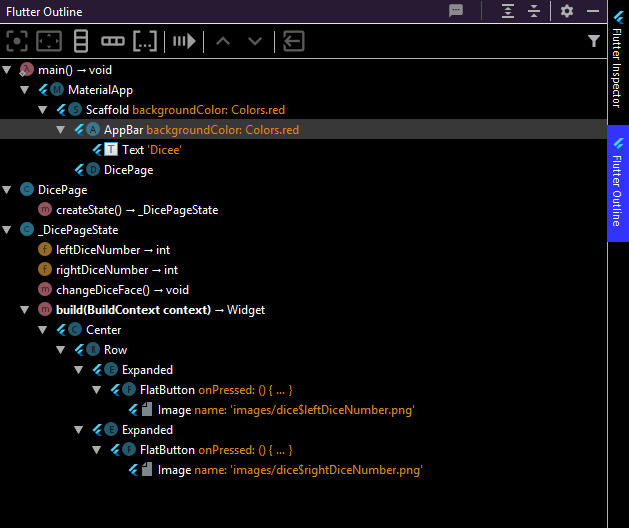 Flutter Outline
main() → void
MaterialApp
Scaffold backgroundColor: Colors.red
AppBar backgroundColor: Colors.red
Text 'Dicee'
DicePage
DicePage
createState() → _DicePageState
_DicePageState
leftDiceNumber → int
rightDiceNumber → int
changeDiceFace() → void
build(BuildContext context) → Widget
Center
Row
Expanded
FlatButton onPressed: () { ... }
Image name: 'images/dice$leftDiceNumber.png'
Expanded
FlatButton onPressed: () { ... }
Image name: 'images/dice$rightDiceNumber.png'
Flutter Inspector
Flutter Outline